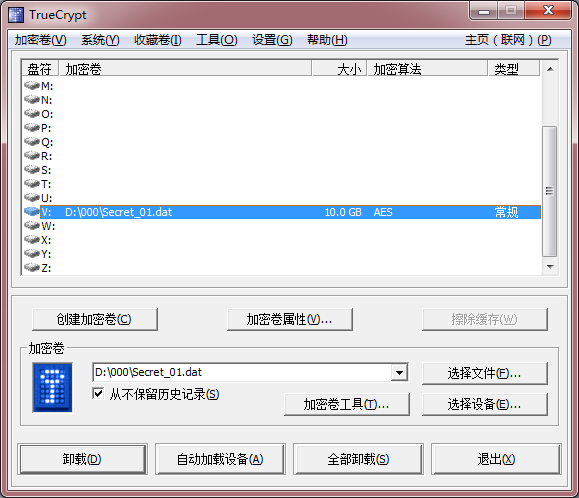 TrueCrypt
加密卷(V) 系统(Y) 收藏卷(I) 工具(O) 设置(G) 帮助(H) 主页（联网）(P)
盘符 加密卷 大小 加密算法 类型
M:
N:
O:
P:
Q:
R:
S:
T:
U:
V: D:\000\Secret_01.dat 10.0 GB AES 常规
W:
X:
Y:
Z:
创建加密卷(C) 加密卷属性(V)... 擦除缓存(W)
加密卷
D:\000\Secret_01.dat 选择文件(F)...
从不保留历史记录(S)
加密卷工具(T)... 选择设备(E)...
卸载(D) 自动加载设备(A) 全部卸载(S) 退出(X)